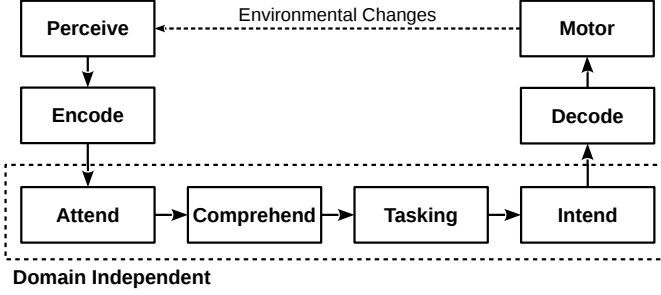 Perceive
Environmental Changes
Motor
Encode
Decode
Attend
Comprehend
Tasking
Intend
Domain Independent